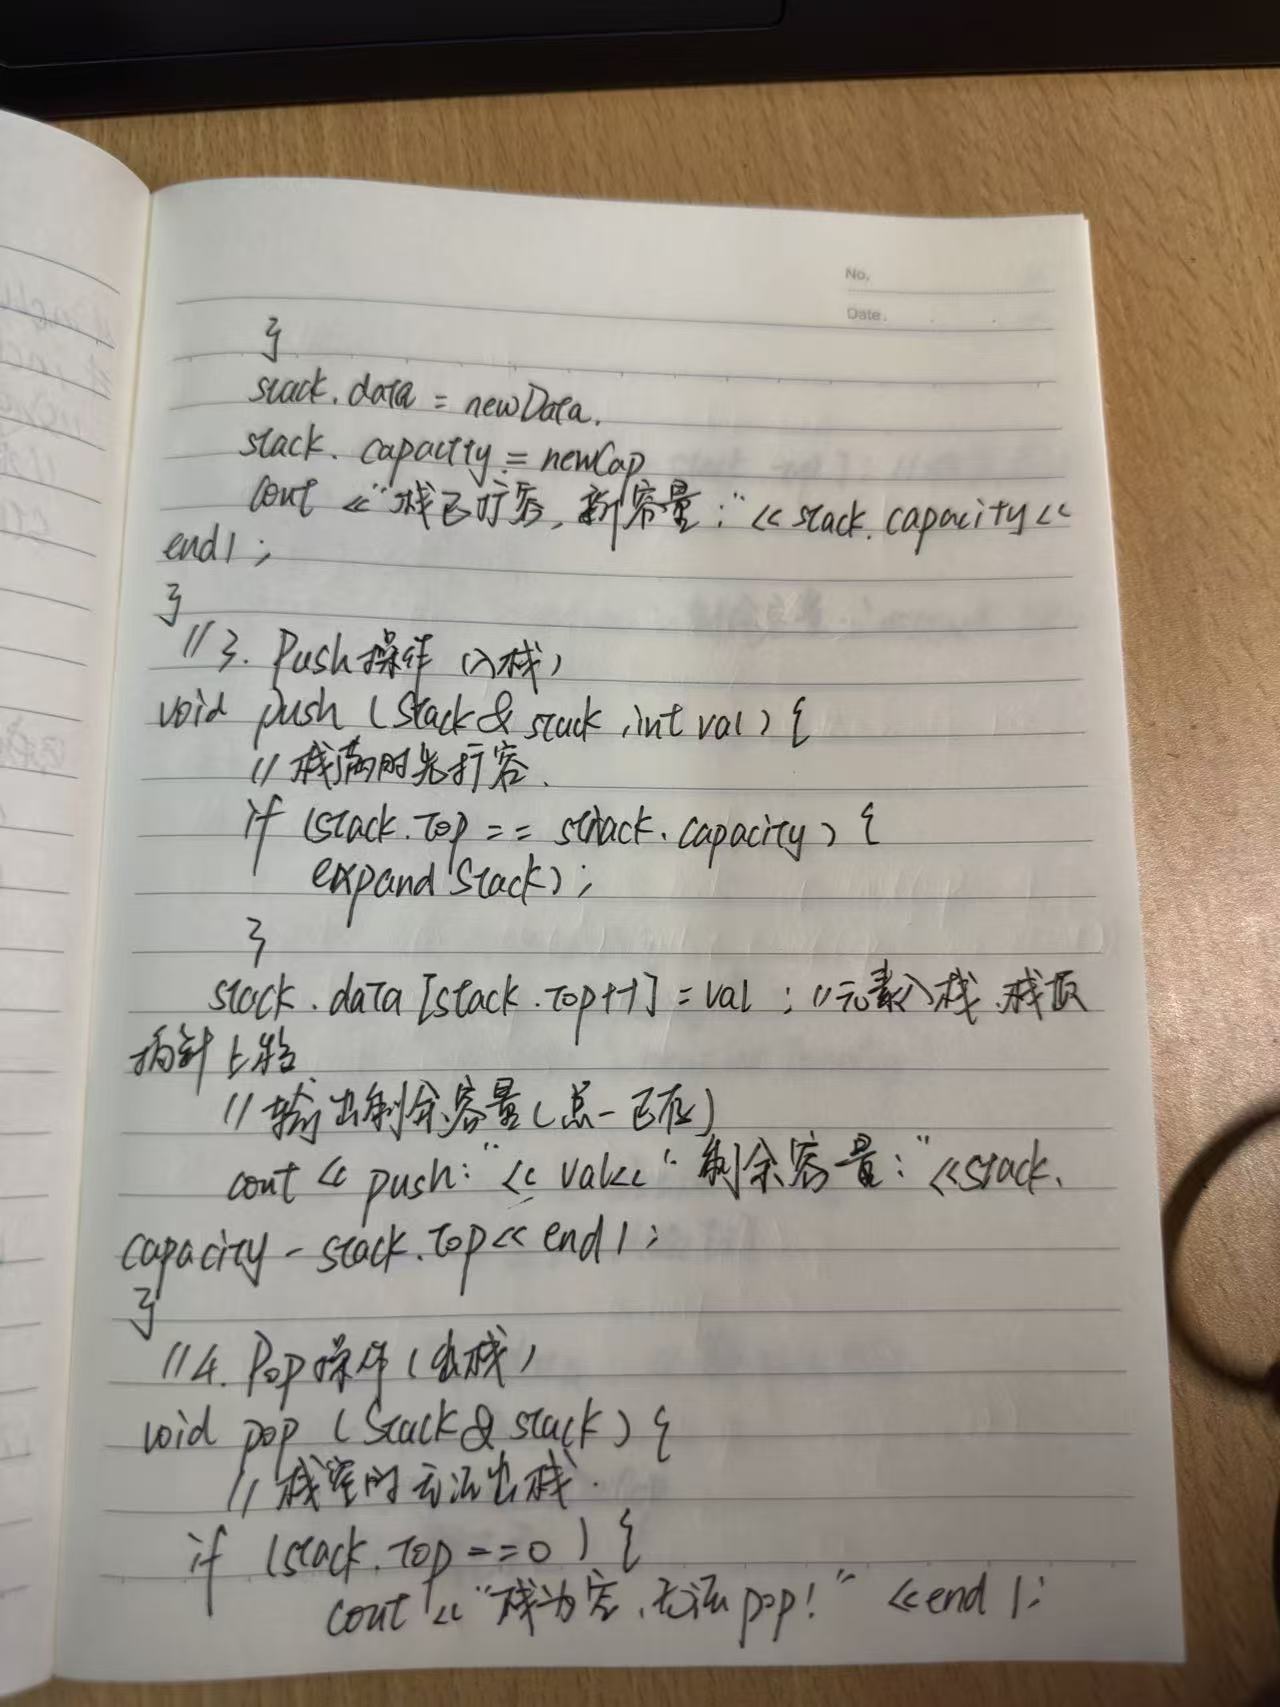 No.
Date.
}
stack.data = newData.
stack.capacity = newCap
cout << "栈已扩容,新容量:" << stack.capacity <<
endl;
}
//3. Push操作(入栈)
void push (Stack& stack, int val) {
//栈满时先扩容.
if (stack.top == stack.capacity) {
expand Stack);
}
stack.data[stack.top++] = val; //元素入栈,栈顶
指针上移
//输出剩余容量(总-已存)
cout << push:"<< val<< "剩余容量:"<<stack.
capacity - stack.top<< endl;
}
//4. Pop操作(出栈)
void pop (Stack& stack) {
//栈空时无法出栈.
if (stack.top ==0) {
cout << "栈为空,无法pop!" <<endl;